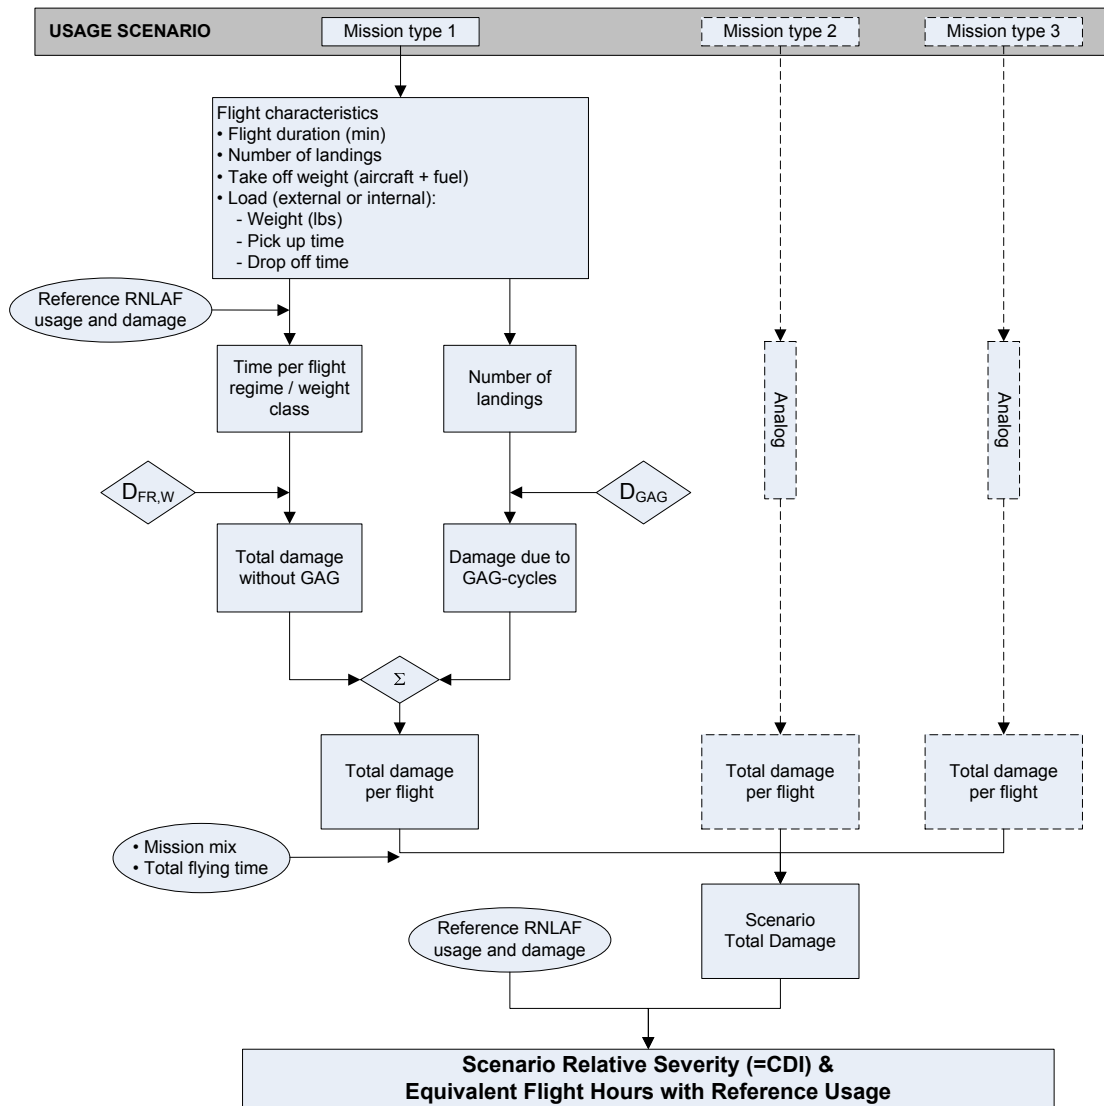 USAGE SCENARIO
Mission type 1
Mission type 2
Mission type 3
Flight characteristics
• Flight duration (min)
• Number of landings
• Take off weight (aircraft + fuel)
• Load (external or internal):
- Weight (lbs)
- Pick up time
- Drop off time
Reference RNLAF
usage and damage
Time per flight
regime / weight
class
Number of
landings
Analog
Analog
DFR,W
DGAG
Total damage
without GAG
Damage due to
GAG-cycles
Σ
Total damage
per flight
Total damage
per flight
Total damage
per flight
• Mission mix
• Total flying time
Reference RNLAF
usage and damage
Scenario
Total Damage
Scenario Relative Severity (=CDI) &
Equivalent Flight Hours with Reference Usage